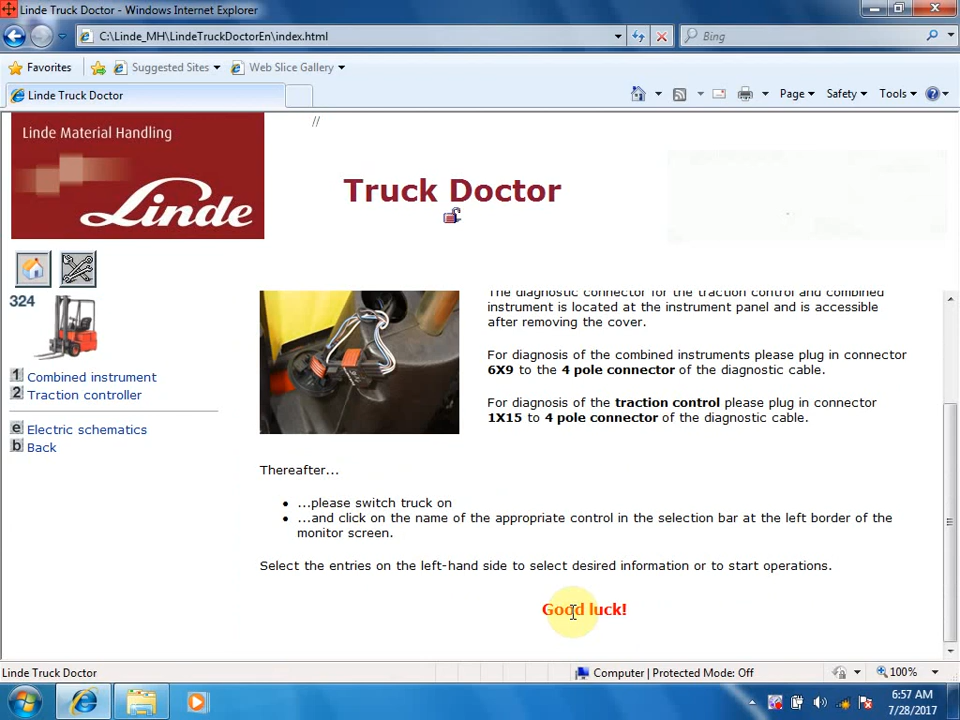 Linde Truck Doctor - Windows Internet Explorer
C:\Linde_MH\LindeTruckDoctorEn\index.html
Bing
Favorites
Suggested Sites
Web Slice Gallery
Linde Truck Doctor
Page
Safety
Tools
Linde Material Handling
Linde
//
Truck Doctor
324
1 Combined instrument
2 Traction controller
e Electric schematics
b Back
The diagnostic connector for the traction control and combined
instrument is located at the instrument panel and is accessible
after removing the cover.
For diagnosis of the combined instruments please plug in connector
6X9 to the 4 pole connector of the diagnostic cable.
For diagnosis of the traction control please plug in connector
1X15 to 4 pole connector of the diagnostic cable.
Thereafter...
...please switch truck on
...and click on the name of the appropriate control in the selection bar at the left border of the
monitor screen.
Select the entries on the left-hand side to select desired information or to start operations.
Good luck!
Linde Truck Doctor
Computer | Protected Mode: Off
100%
6:57 AM
7/28/2017